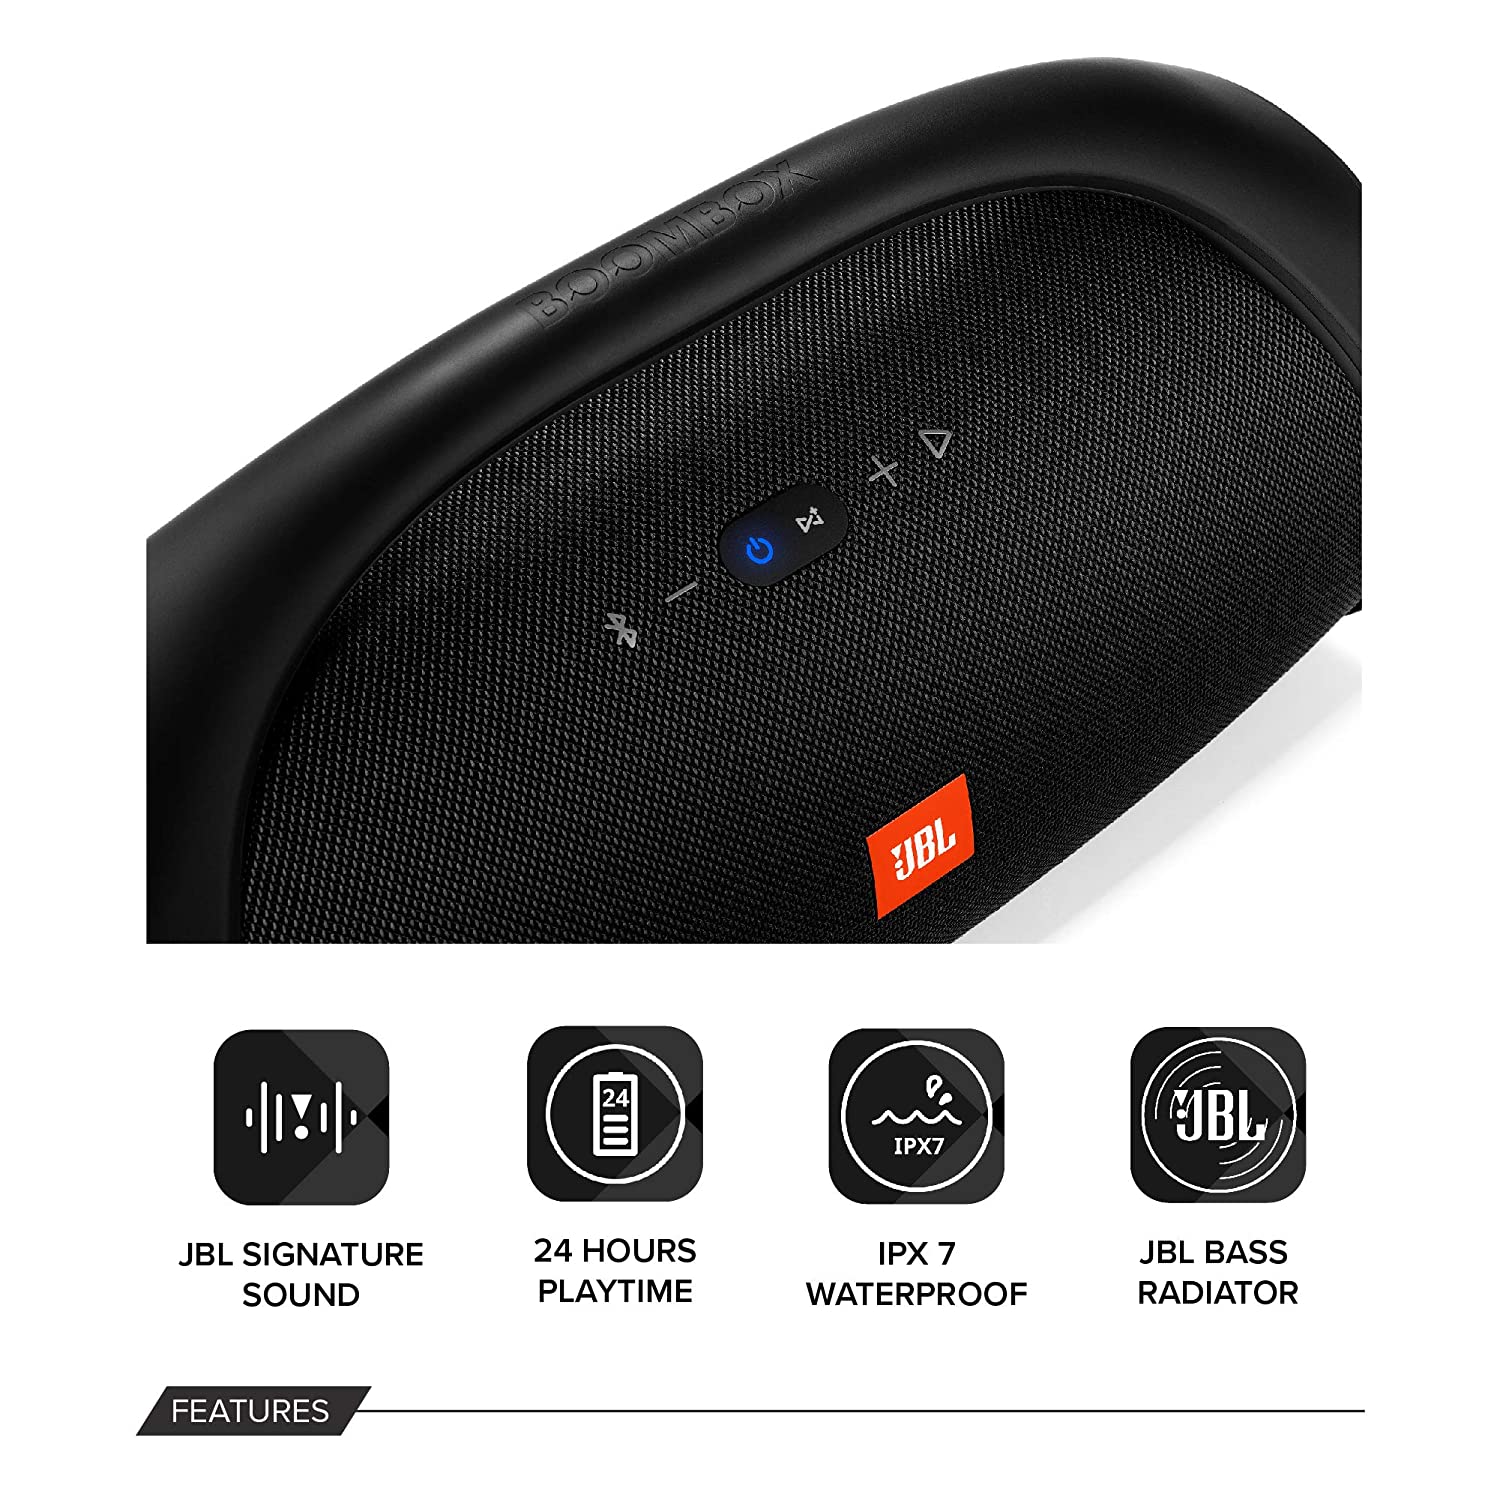 BOOMBOX
JBL
24
IPX7
JBL
JBL SIGNATURE
SOUND
24 HOURS
PLAYTIME
IPX 7
WATERPROOF
JBL BASS
RADIATOR
FEATURES